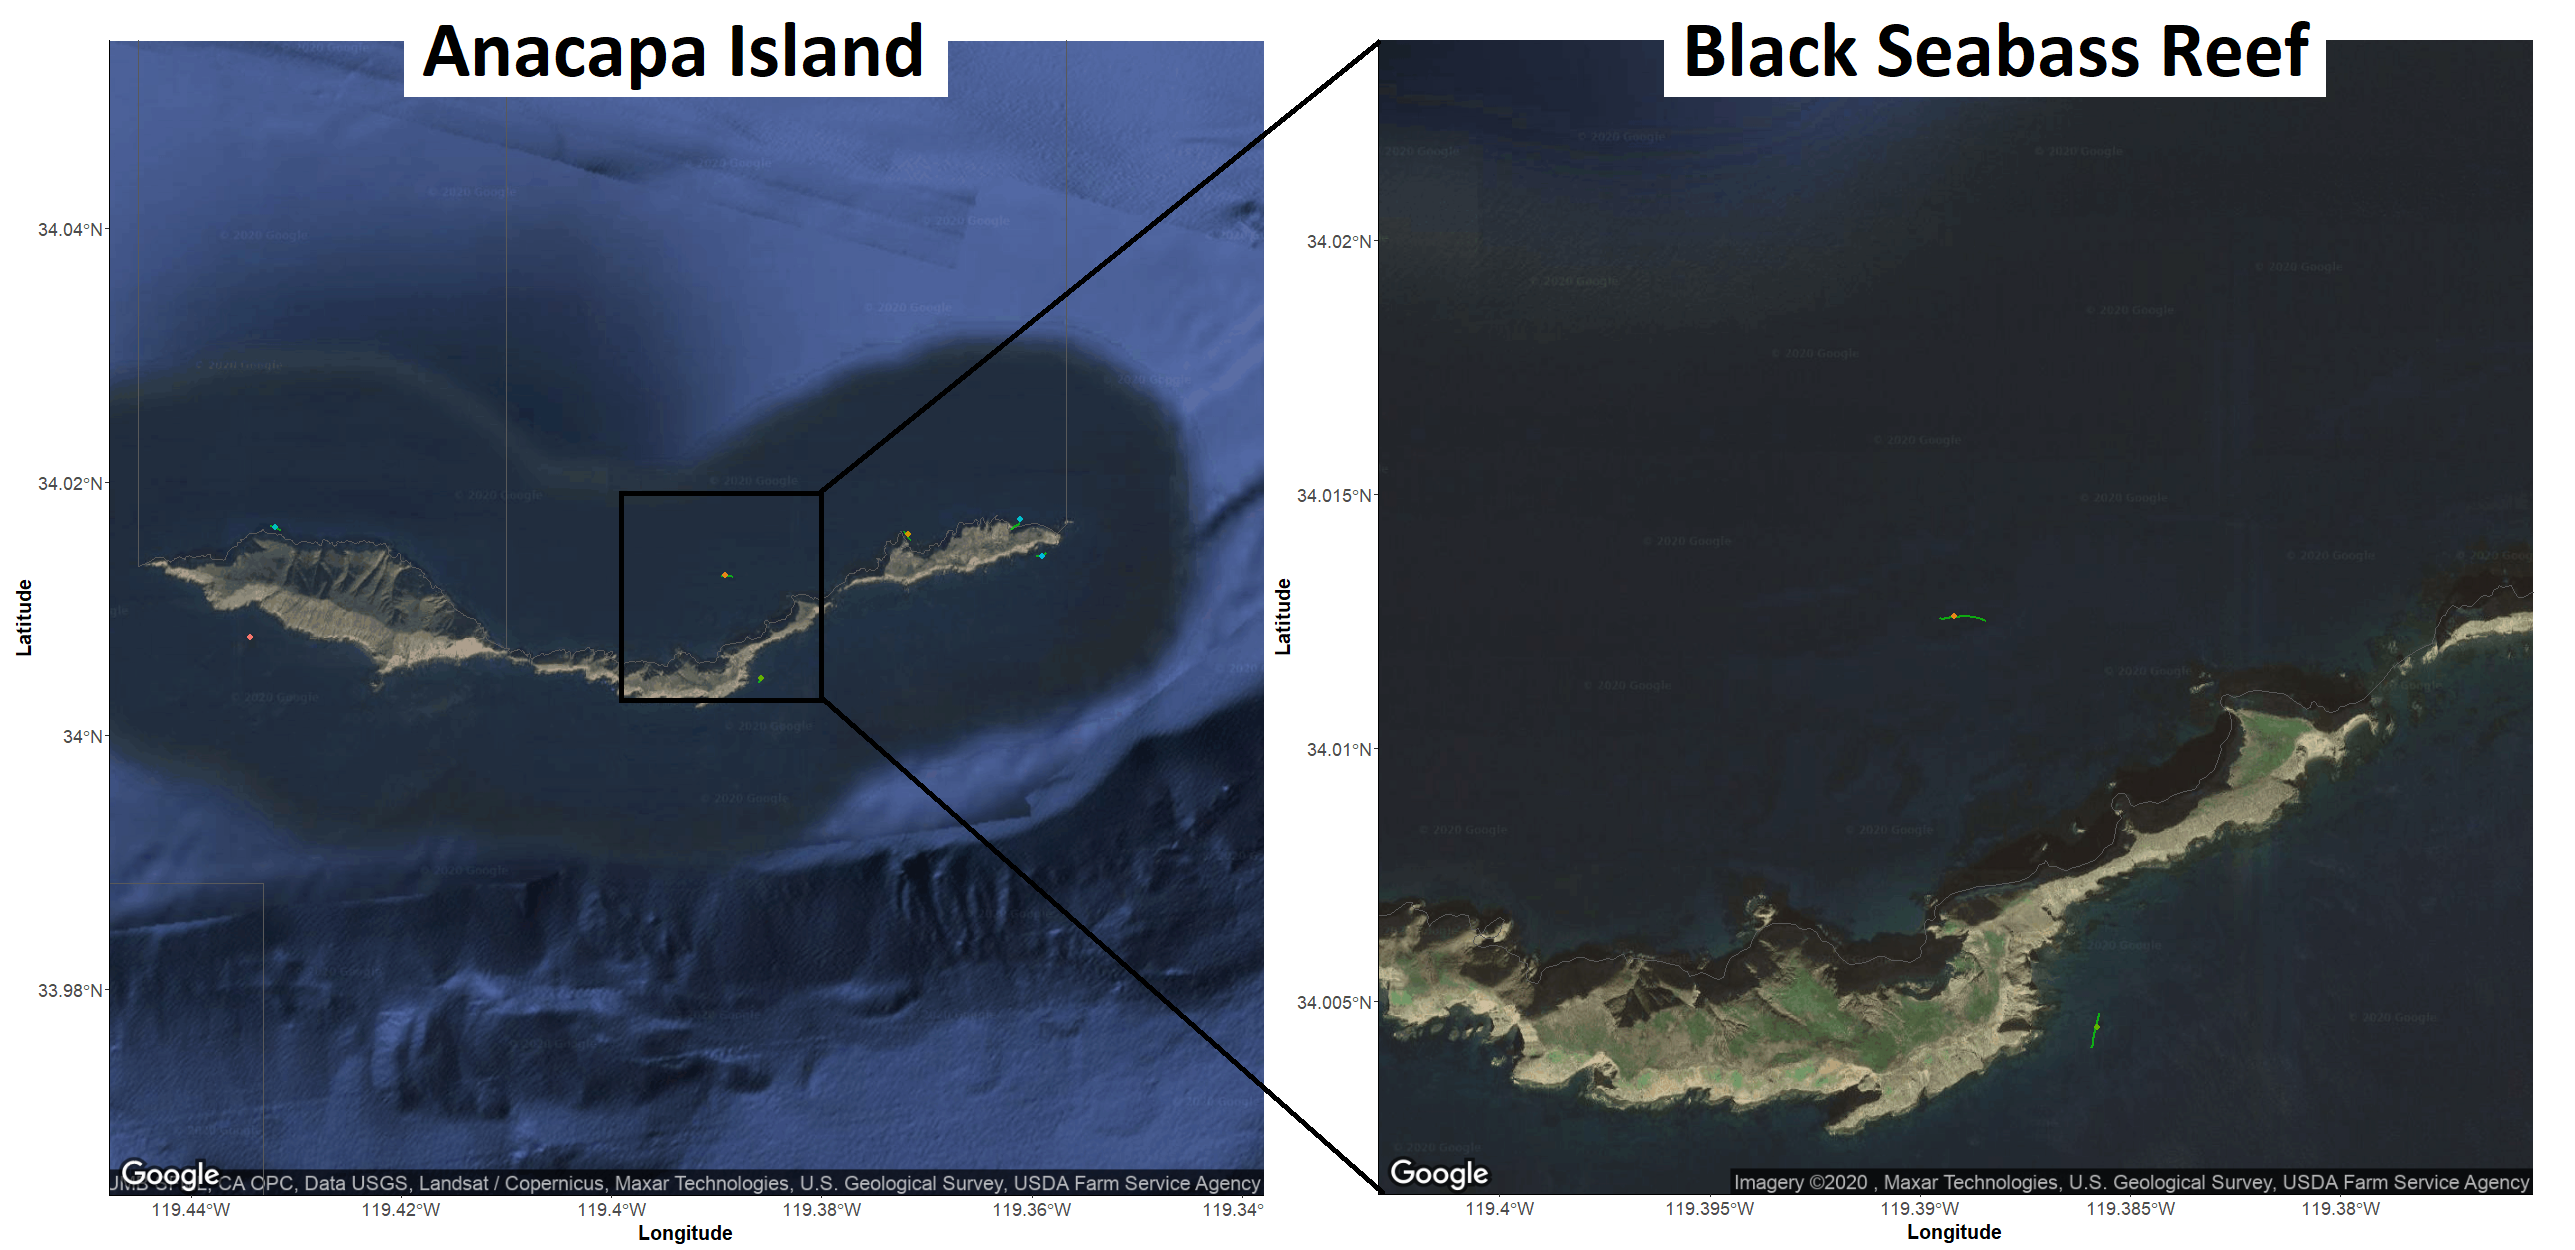 Anacapa Island
Black Seabass Reef
34.04°N
34.02°N
34°N
33.98°N
Latitude
119.44°W
119.42°W
119.4°W
119.38°W
119.36°W
119.34°
Longitude
Google
CA OPC, Data USGS, Landsat / Copernicus, Maxar Technologies, U.S. Geological Survey, USDA Farm Service Agency
34.02°N
34.015°N
34.01°N
34.005°N
Latitude
119.4°W
119.395°W
119.39°W
119.385°W
119.38°W
Longitude
Google
Imagery ©2020 , Maxar Technologies, U.S. Geological Survey, USDA Farm Service Agency
© 2020 Google